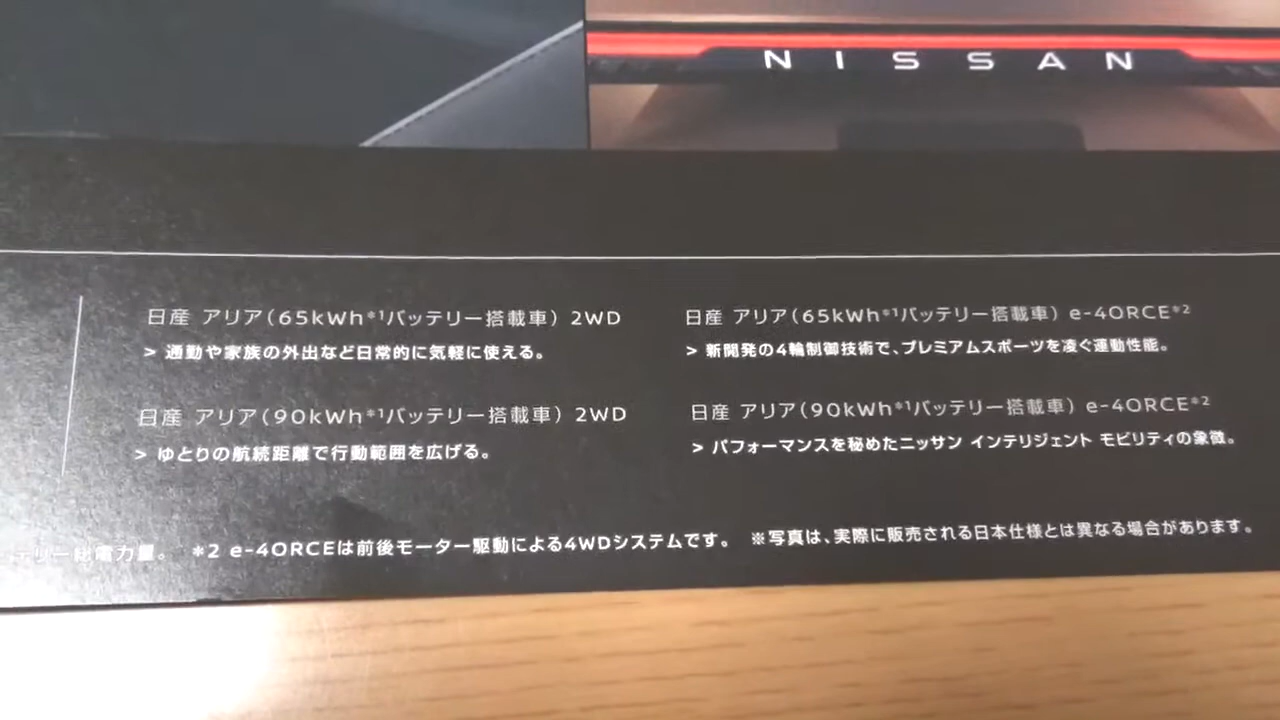 NISSAN
日産 アリア(65kWh*1バッテリー搭載車) 2WD
> 通勤や家族の外出など日常的に気軽に使える。
日産 アリア(90kWh*1バッテリー搭載車) 2WD
> ゆとりの航続距離で行動範囲を広げる。
日産 アリア(65kWh*1バッテリー搭載車) e-4ORCE*2
> 新開発の4輪制御技術で、プレミアムスポーツを凌ぐ運動性能。
日産 アリア(90kWh*1バッテリー搭載車) e-4ORCE*2
> パフォーマンスを秘めたニッサン インテリジェント モビリティの象徴。
テリー総電力量。 *2 e-4ORCEは前後モーター駆動による4WDシステムです。 ※写真は、実際に販売される日本仕様とは異なる場合があります。